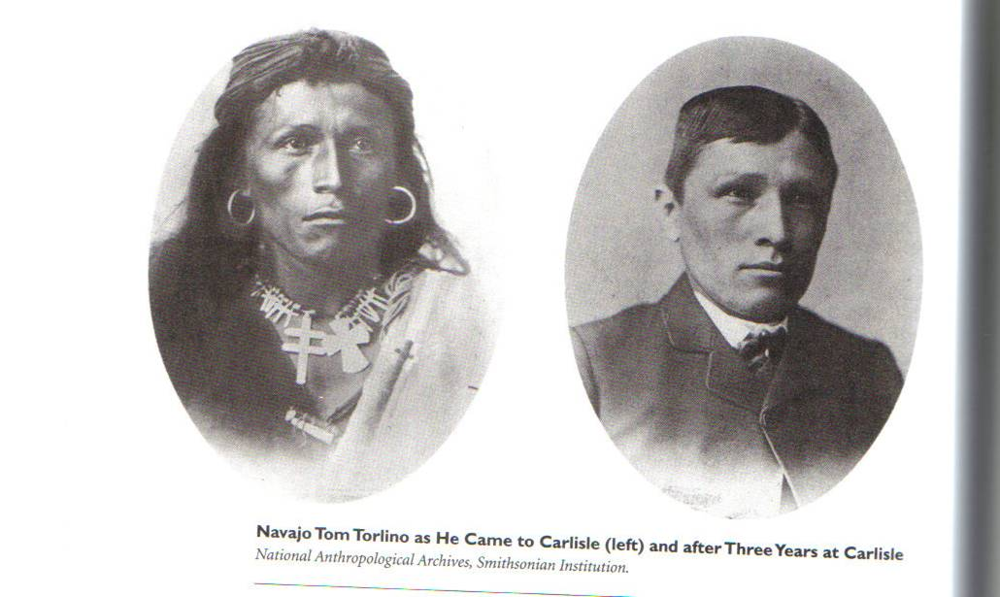 Navajo Tom Torlino as He Came to Carlisle (left) and after Three Years at Carlisle
National Anthropological Archives, Smithsonian Institution.